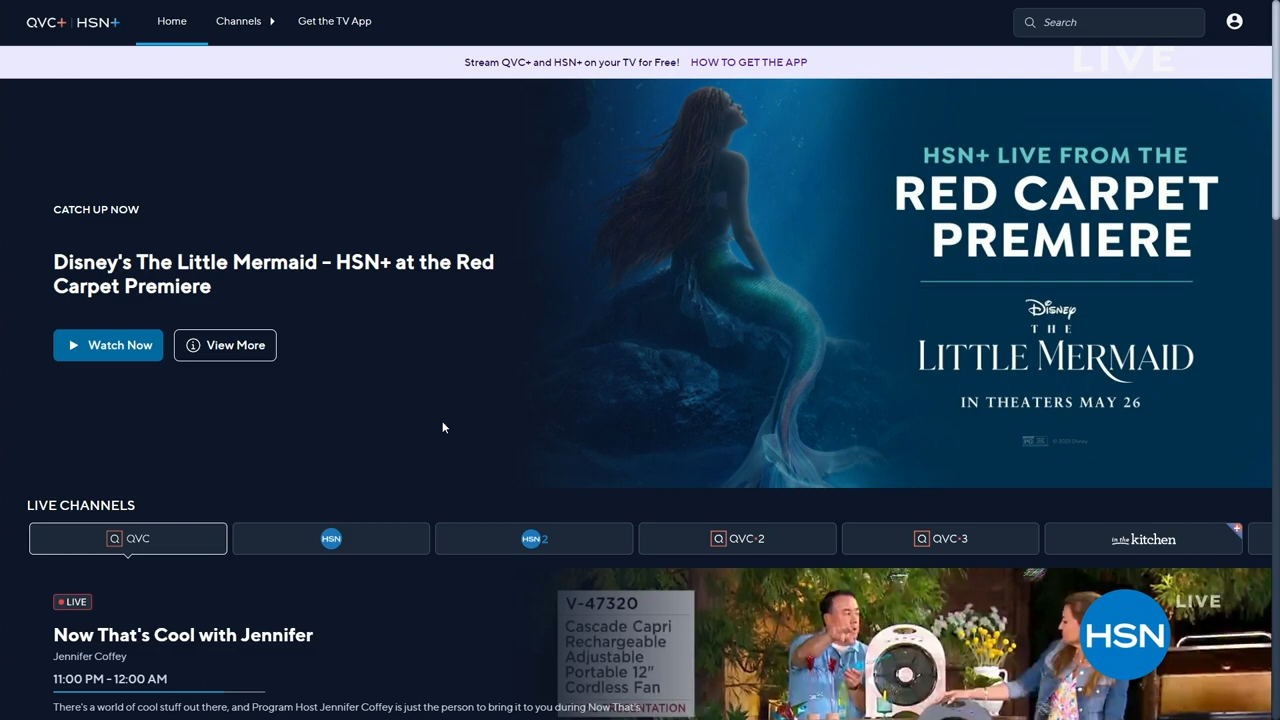 QVC+ | HSN+
Home
Channels
Get the TV App
Search
LIVE
Stream QVC+ and HSN+ on your TV for Free! HOW TO GET THE APP
CATCH UP NOW
Disney's The Little Mermaid - HSN+ at the Red
Carpet Premiere
Watch Now
View More
HSN+ LIVE FROM THE
RED CARPET
PREMIERE
Disney
THE
LITTLE MERMAID
IN THEATERS MAY 26
© 2023 Disney
LIVE CHANNELS
Q QVC
HSN
HSN 2
Q QVC•2
Q QVC•3
in the kitchen
+
LIVE
Now That's Cool with Jennifer
Jennifer Coffey
11:00 PM - 12:00 AM
There's a world of cool stuff out there, and Program Host Jennifer Coffey is just the person to bring it to you during Now That's
V-47320
Cascade Capri
Rechargeable
Adjustable
Portable 12"
Cordless Fan
HSN
LIVE